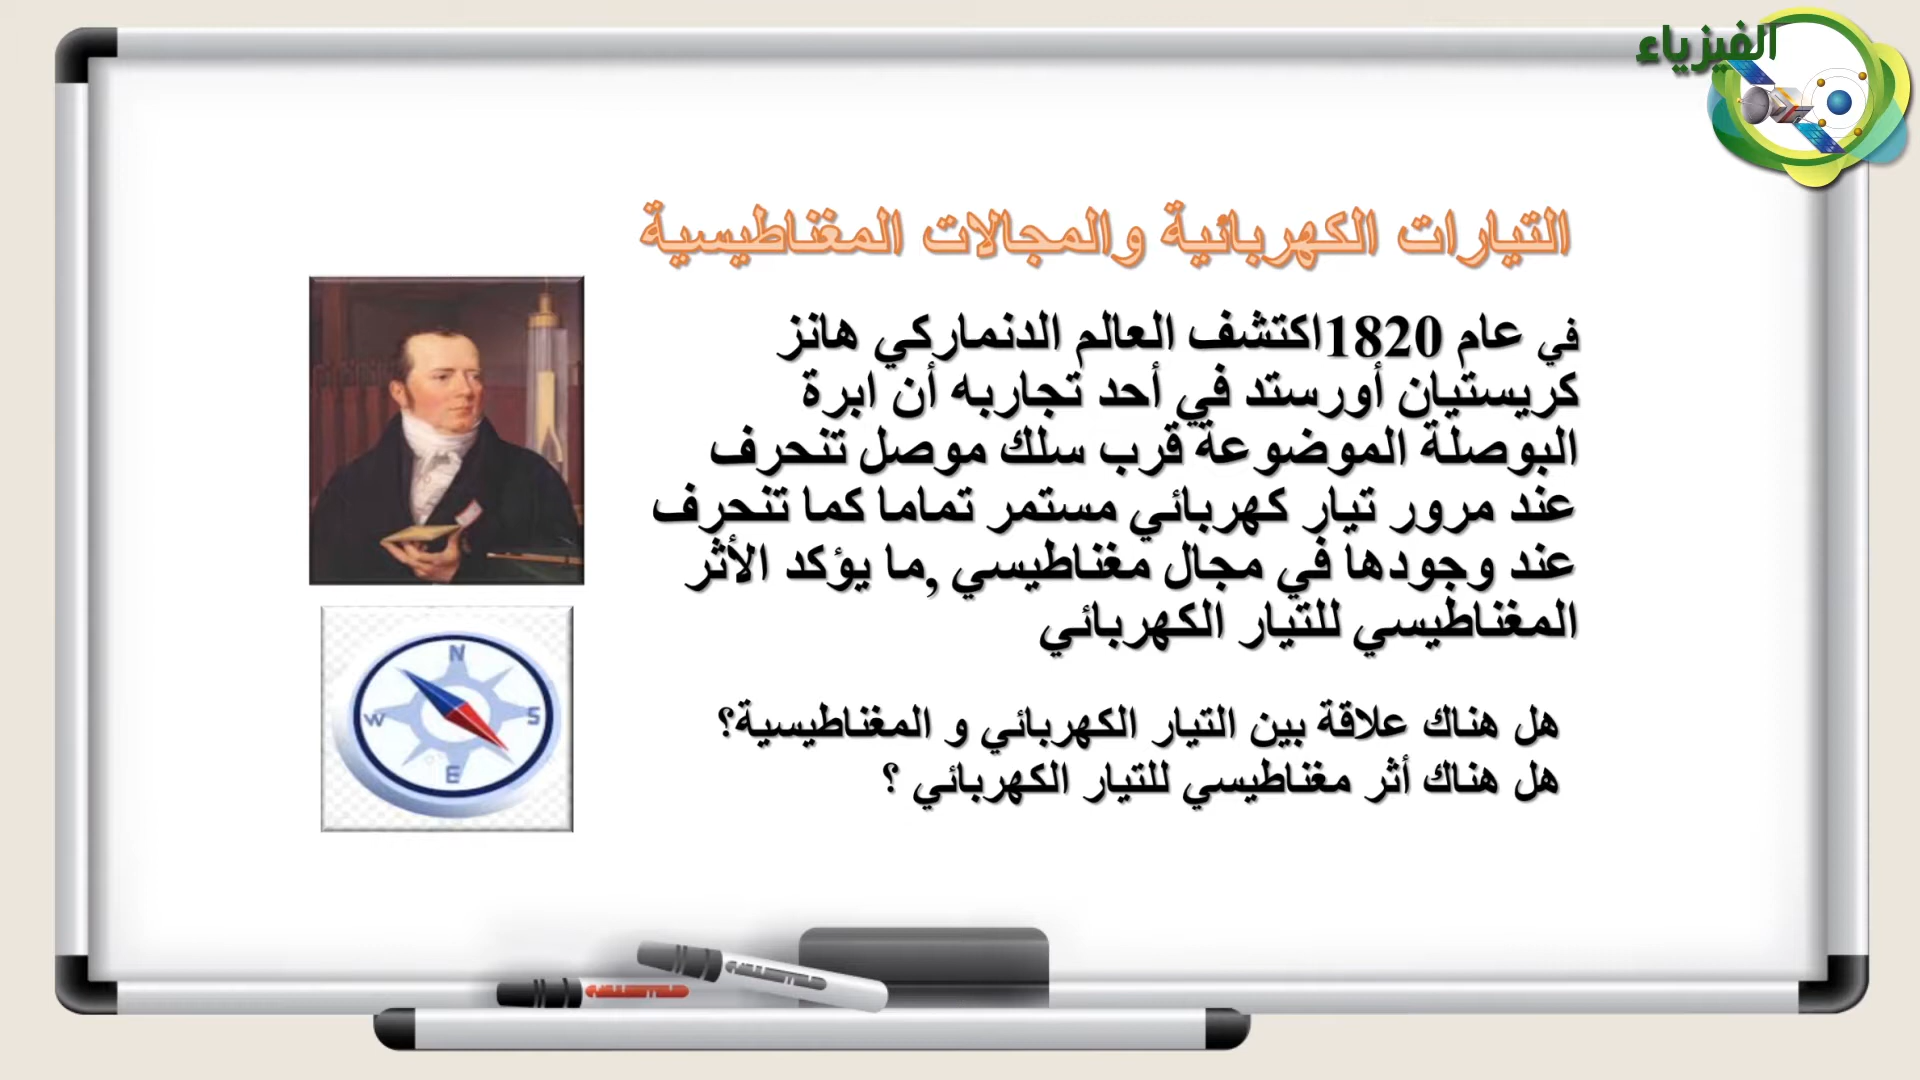 الفيزياء
التيارات الكهربائية والمجالات المغناطيسية
في عام 1820اكتشف العالم الدنماركي هانز
كريستيان أورستد في أحد تجاربه أن ابرة
البوصلة الموضوعة قرب سلك موصل تنحرف
عند مرور تيار كهربائي مستمر تماما كما تنحرف
عند وجودها في مجال مغناطيسي ,ما يؤكد الأثر
المغناطيسي للتيار الكهربائي
هل هناك علاقة بين التيار الكهربائي و المغناطيسية؟
هل هناك أثر مغناطيسي للتيار الكهربائي ؟
N
W
S
E